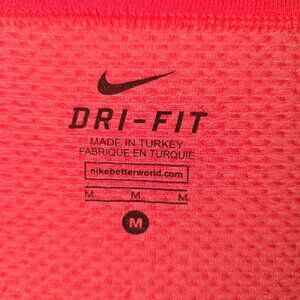 DRI-FIT
MADE IN TURKEY
FABRIQUE EN TURQUIE
nikebetterworld.com
M M M
M